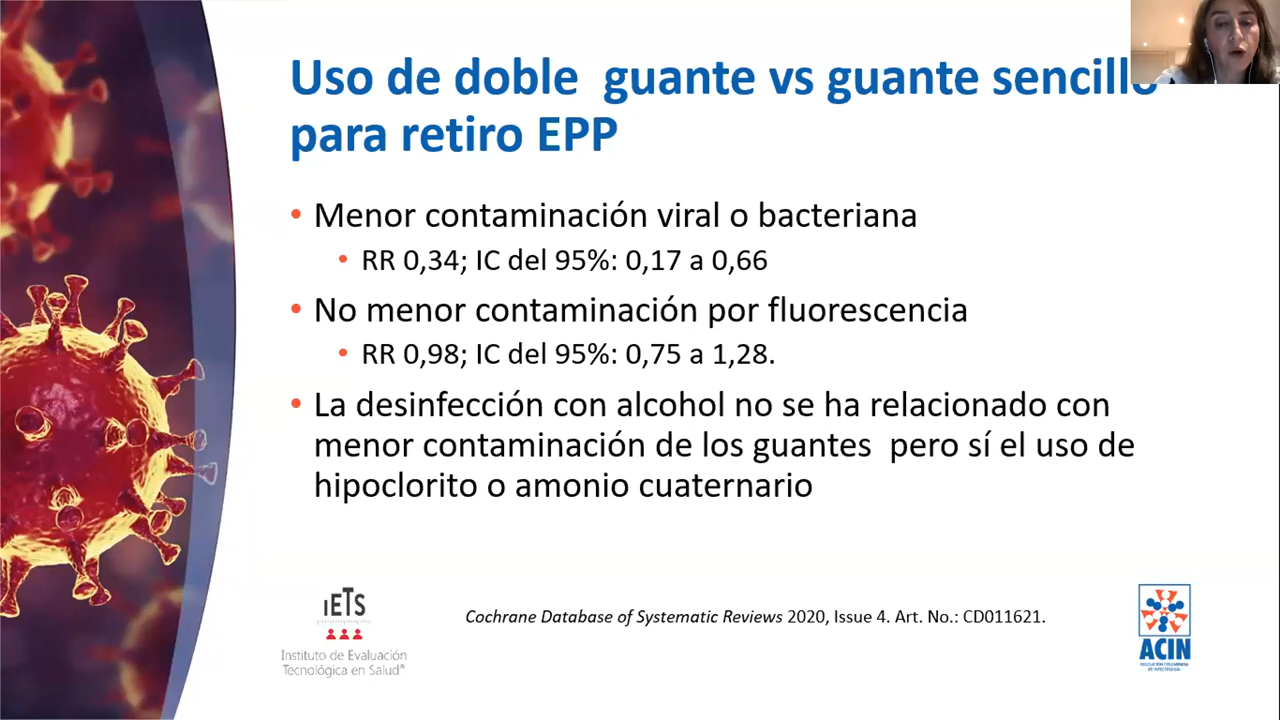 Uso de doble  guante vs guante sencillo
para retiro EPP
• Menor contaminación viral o bacteriana
• RR 0,34; IC del 95%: 0,17 a 0,66
• No menor contaminación por fluorescencia
• RR 0,98; IC del 95%: 0,75 a 1,28.
• La desinfección con alcohol no se ha relacionado con
menor contaminación de los guantes  pero sí el uso de
hipoclorito o amonio cuaternario
IETS
Instituto de Evaluación
Tecnológica en Salud®
Cochrane Database of Systematic Reviews 2020, Issue 4. Art. No.: CD011621.
ACIN
ASOCIACIÓN COLOMBIANA
DE INFECTOLOGÍA